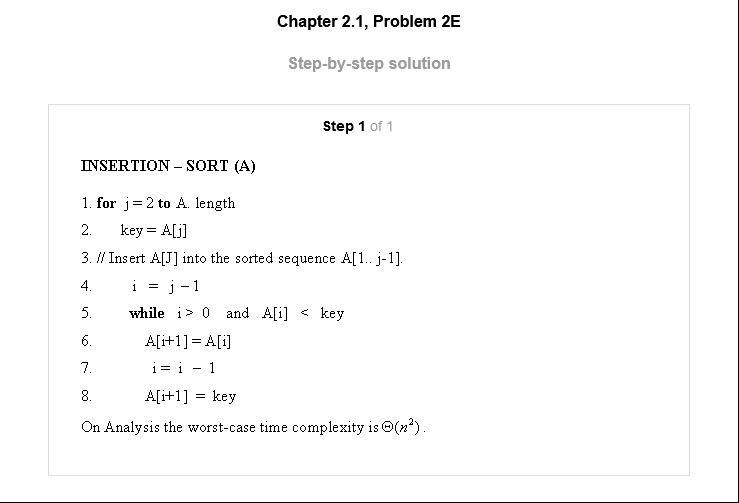 Chapter 2.1, Problem 2E
Step-by-step solution
Step 1 of 1
INSERTION – SORT (A)
1. for j = 2 to A. length
2. key = A[j]
3. // Insert A[J] into the sorted sequence A[1.. j-1].
4. i = j – 1
5. while i > 0 and A[i] < key
6. A[i+1] = A[i]
7. i = i – 1
8. A[i+1] = key
On Analysis the worst-case time complexity is Θ(n²).